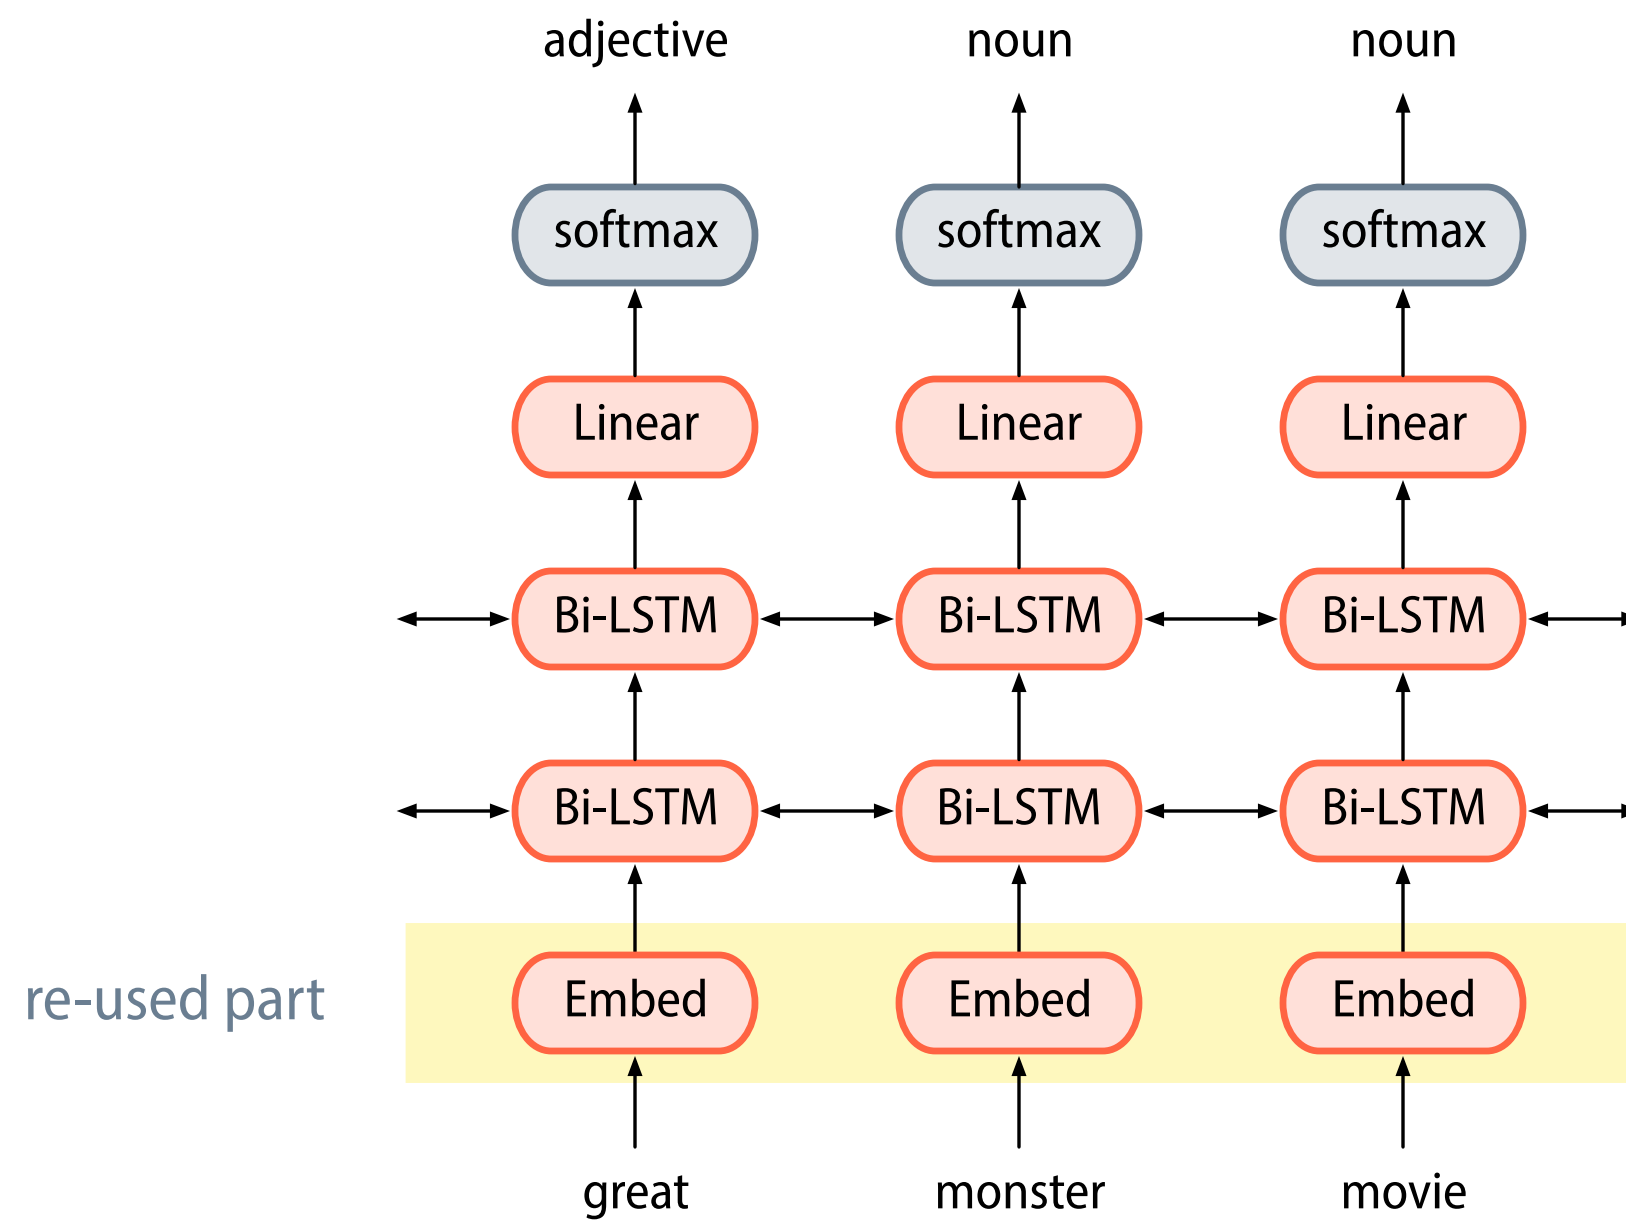 adjective noun noun
softmax softmax softmax
Linear Linear Linear
Bi-LSTM Bi-LSTM Bi-LSTM
Bi-LSTM Bi-LSTM Bi-LSTM
re-used part Embed Embed Embed
great monster movie